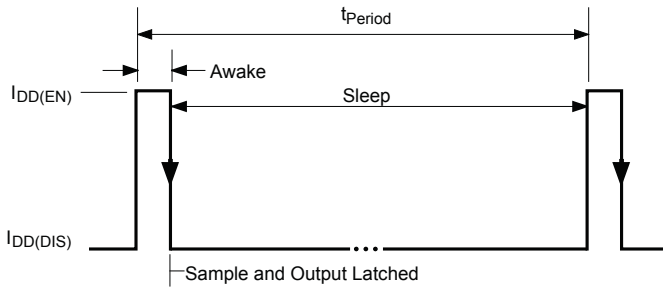 tPeriod
Awake
IDD(EN)
Sleep
IDD(DIS)
Sample and Output Latched